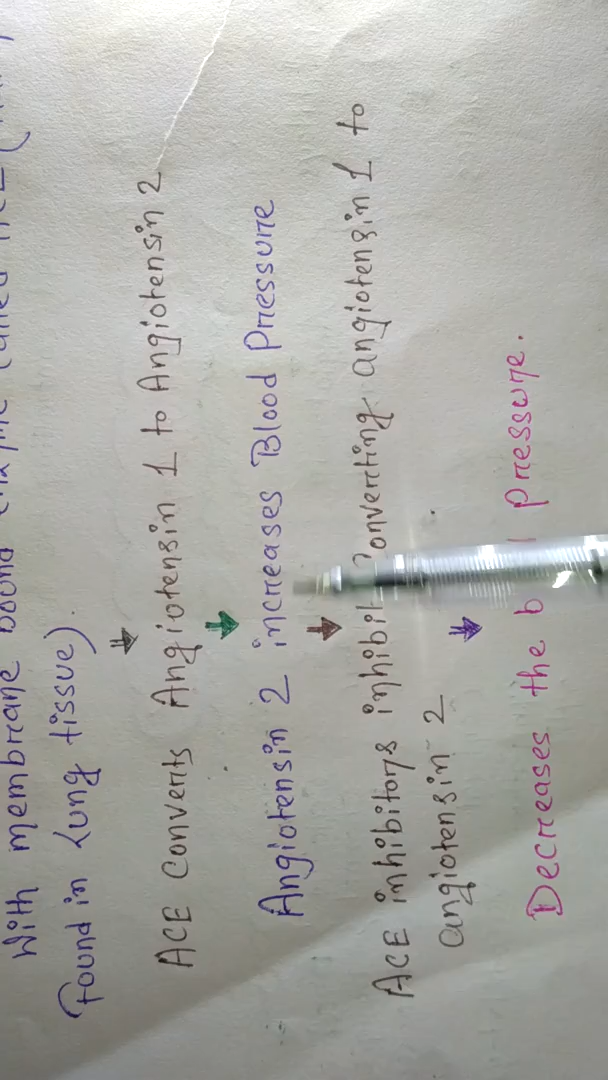 With membrane bound
Found in Lung tissue).
ACE Converts Angiotensin 1 to Angiotensin 2
Angiotensin 2 increases Blood Pressure
ACE inhibitors inhibit Converting angiotensin 1 to
angiotensin 2
Decreases the pressure.